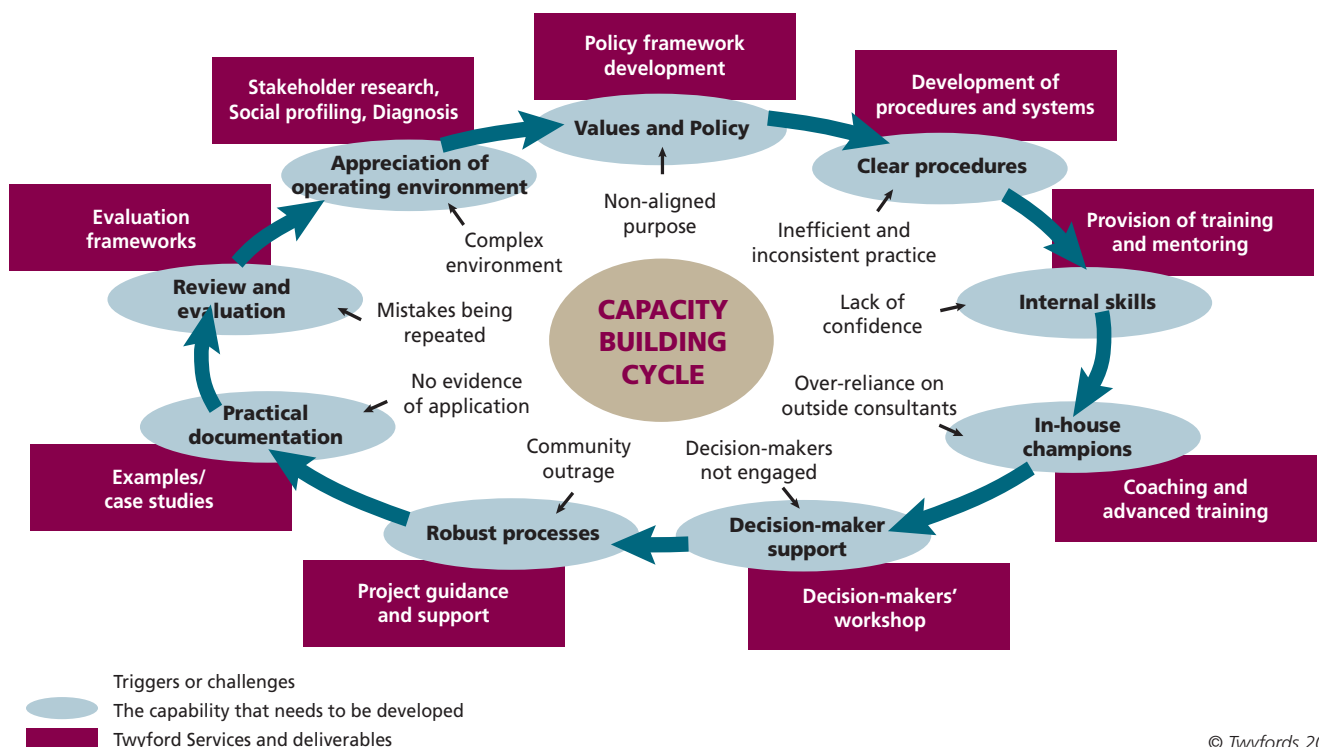 Policy framework
development
Stakeholder research,
Social profiling, Diagnosis
Development of
procedures and systems
Values and Policy
Appreciation of
operating environment
Clear procedures
Non-aligned
purpose
Evaluation
frameworks
Provision of training
and mentoring
Complex
environment
Inefficient and
inconsistent practice
Review and
evaluation
Mistakes being
repeated
CAPACITY
BUILDING
CYCLE
Lack of
confidence
Internal skills
No evidence
of application
Over-reliance on
outside consultants
Practical
documentation
In-house
champions
Community
outrage
Decision-makers
not engaged
Examples/
case studies
Coaching and
advanced training
Robust processes
Decision-maker
support
Project guidance
and support
Decision-makers’
workshop
Triggers or challenges
The capability that needs to be developed
Twyford Services and deliverables
© Twyfords 20